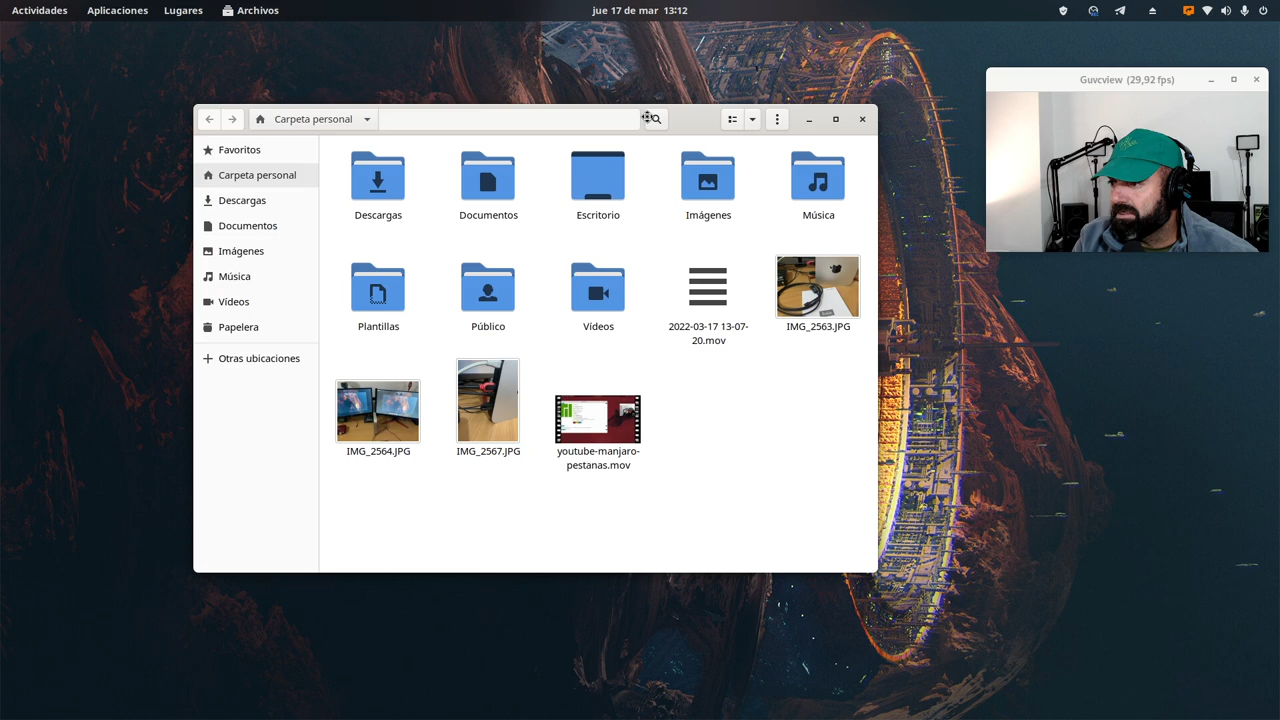 Actividades
Aplicaciones
Lugares
Archivos
jue 17 de mar 13:12
Guvcview (29,92 fps)
Carpeta personal
Favoritos
Carpeta personal
Descargas
Documentos
Imágenes
Música
Vídeos
Papelera
Otras ubicaciones
Descargas
Documentos
Escritorio
Imágenes
Música
Plantillas
Público
Vídeos
2022-03-17 13-07-
20.mov
IMG_2563.JPG
IMG_2564.JPG
IMG_2567.JPG
youtube-manjaro-
pestanas.mov